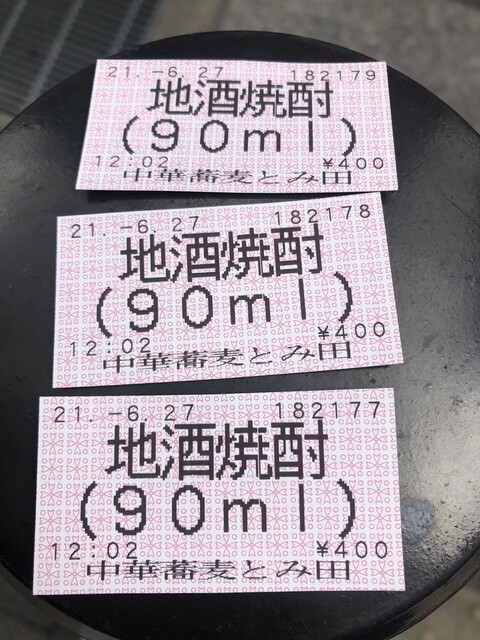 21.-6.27 182179
地酒焼酎
(90ml)
12:02 ¥400
中華蕎麦とみ田
21.-6.27 182178
地酒焼酎
(90ml)
12:02 ¥400
中華蕎麦とみ田
21.-6.27 182177
地酒焼酎
(90ml)
12:02 ¥400
中華蕎麦とみ田